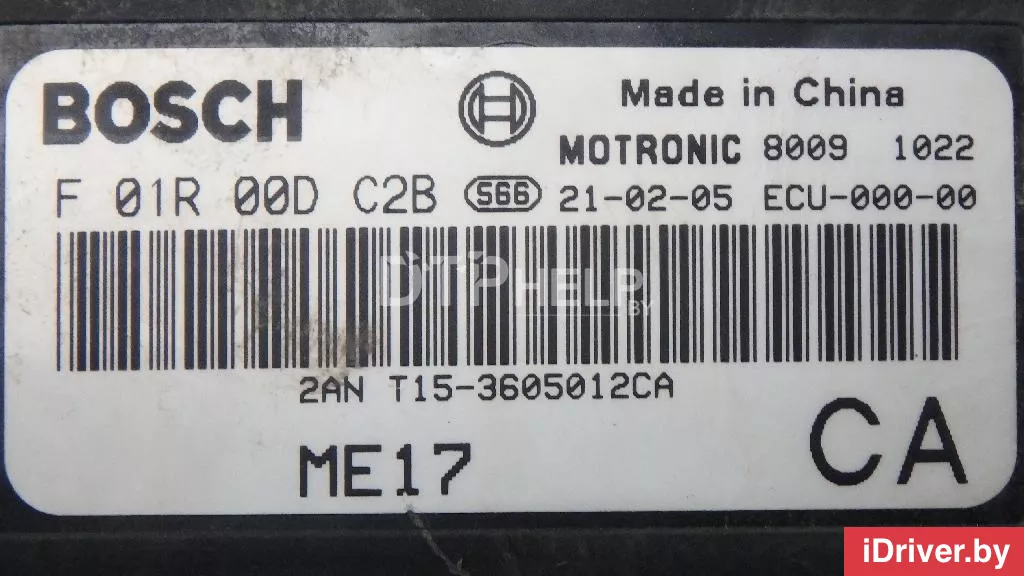 BOSCH
Made in China
MOTRONIC 8009 1022
F 01R 00D C2B S66 21-02-05 ECU-000-00
DTPHELP.BY
2AN T15-3605012CA
ME17
CA
iDriver.by